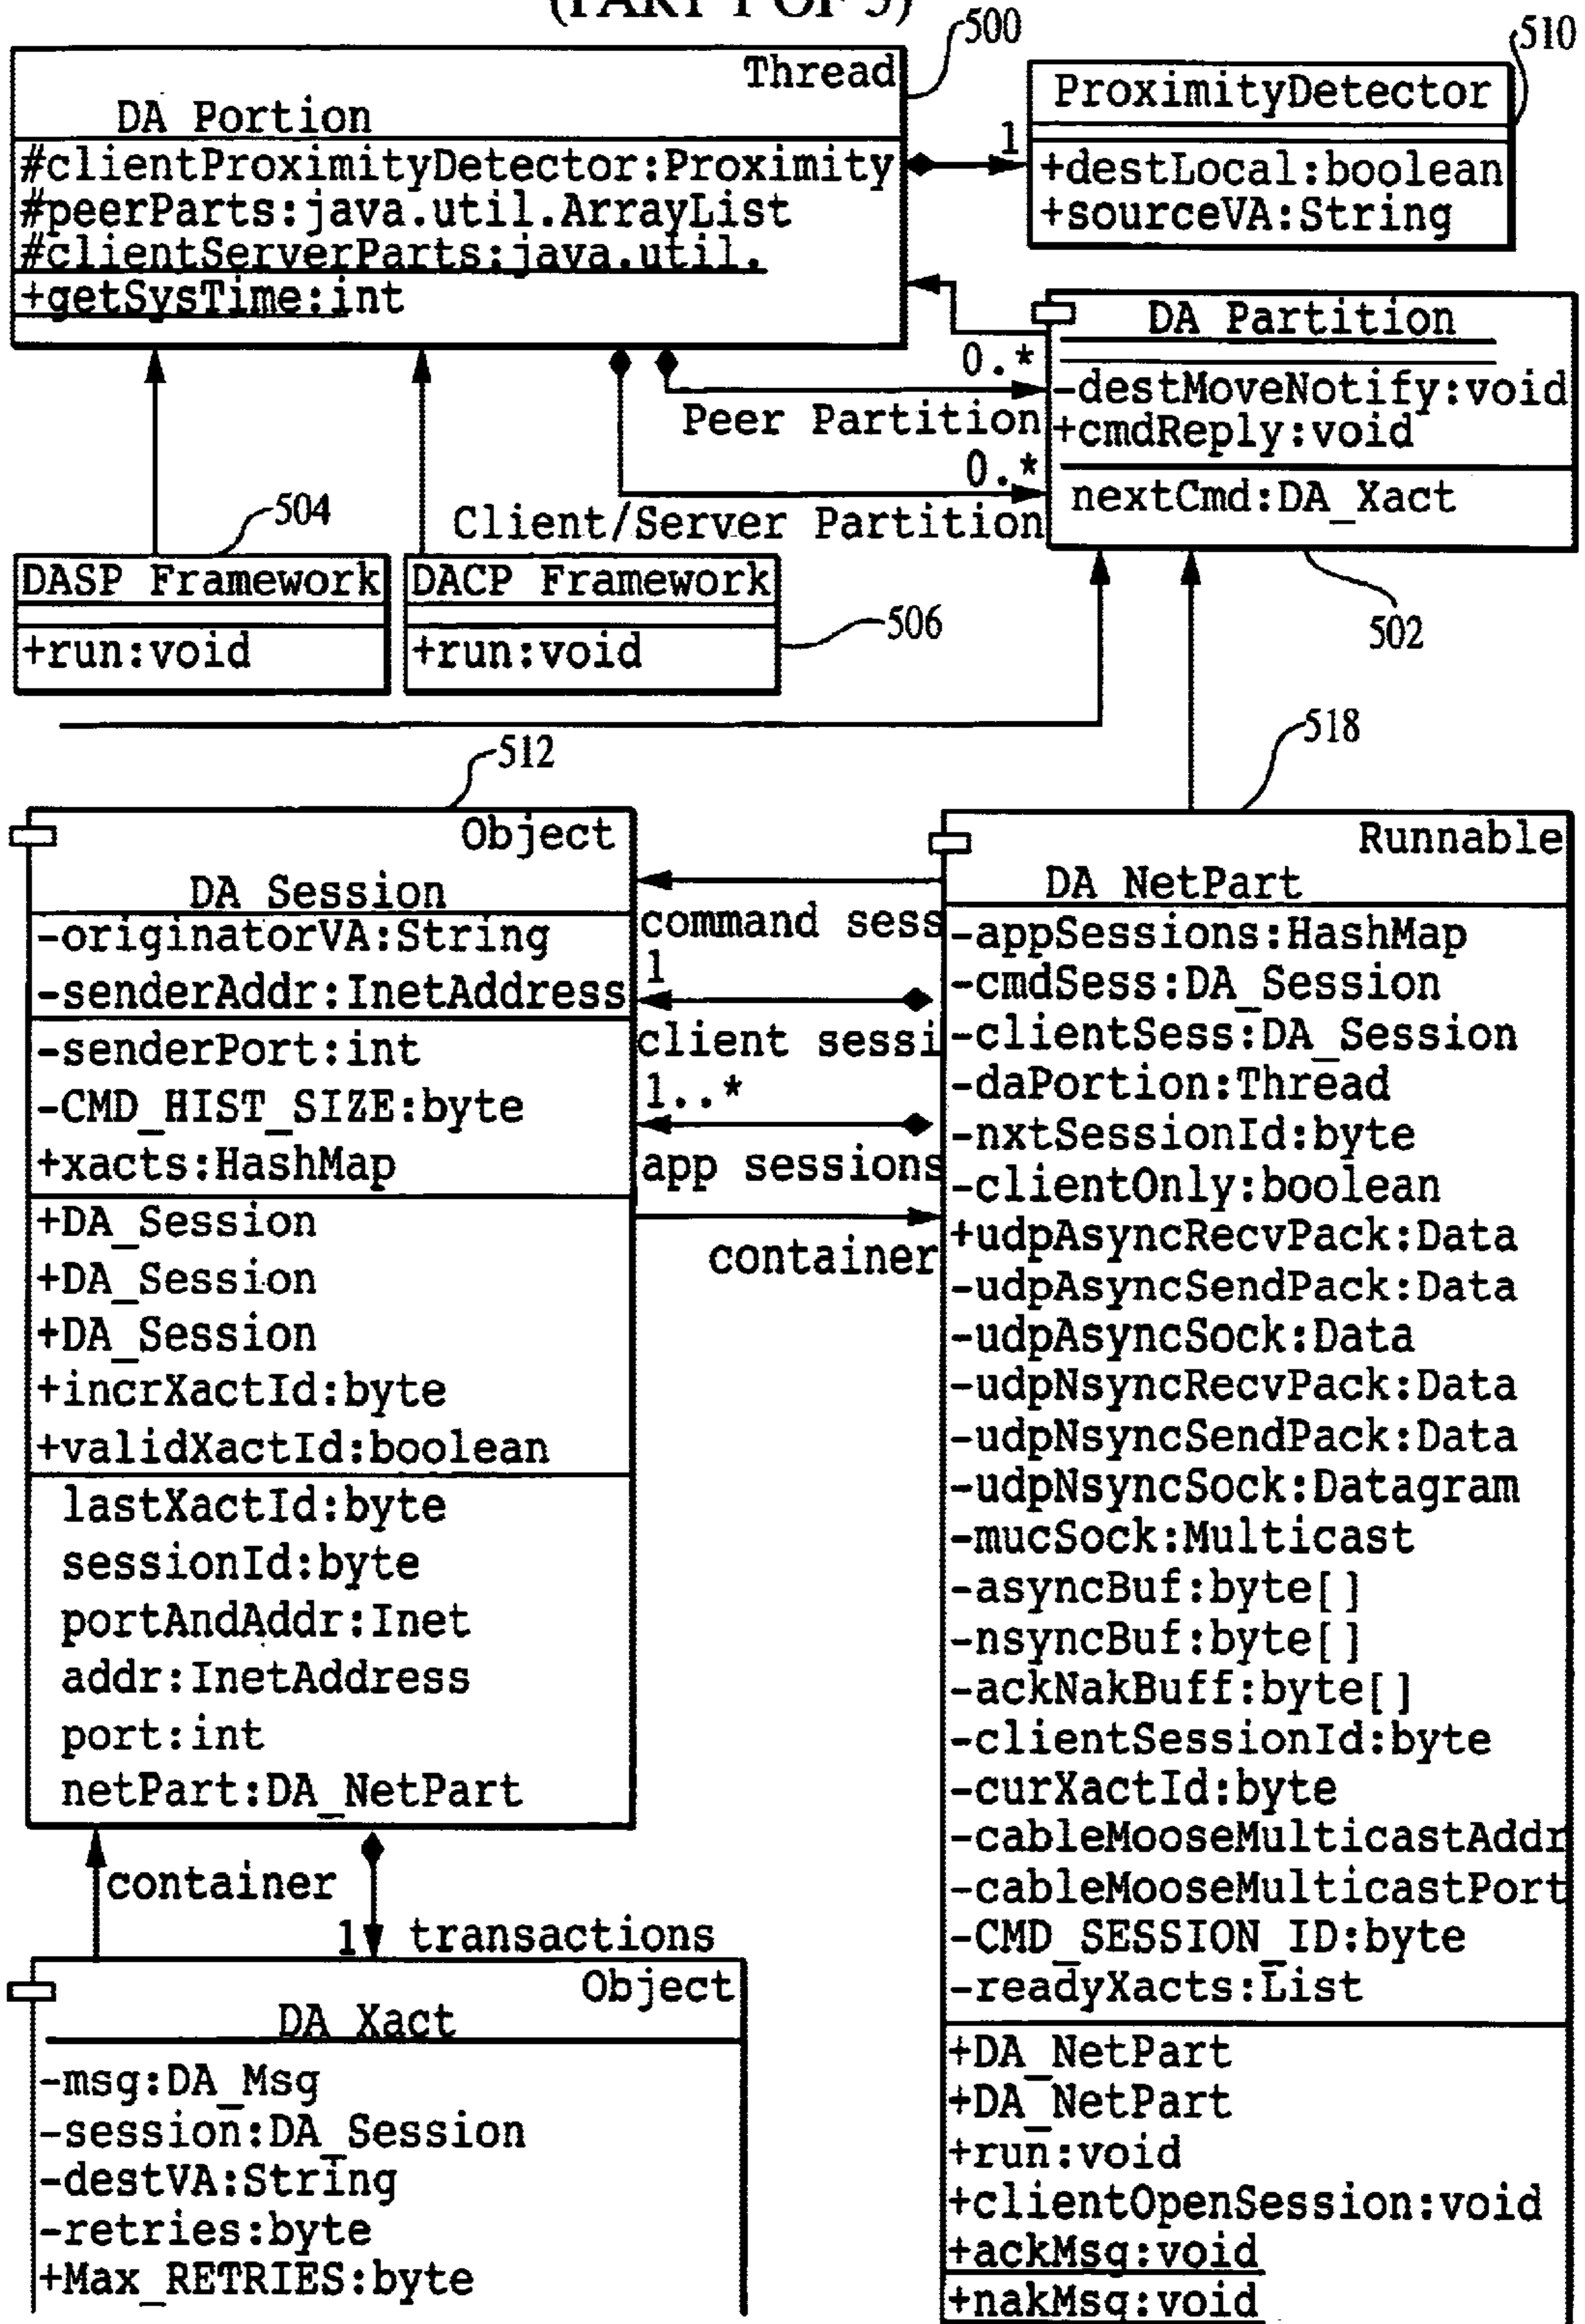 (PART 1 OF 3)
500
510
Thread
DA Portion
#clientProximityDetector:Proximity
#peerParts:java.util.ArrayList
#clientServerParts:java.util.
+getSysTime:int
1
ProximityDetector
+destLocal:boolean
+sourceVA:String
DA Partition
-destMoveNotify:void
+cmdReply:void
nextCmd:DA_Xact
0.*
Peer Partition
0.*
Client/Server Partition
504
DASP Framework
+run:void
DACP Framework
+run:void
506
502
512
518
Object
DA Session
-originatorVA:String
-senderAddr:InetAddress
-senderPort:int
-CMD_HIST_SIZE:byte
+xacts:HashMap
+DA_Session
+DA_Session
+DA_Session
+incrXactId:byte
+validXactId:boolean
lastXactId:byte
sessionId:byte
portAndAddr:Inet
addr:InetAddress
port:int
netPart:DA_NetPart
command sess
1
client sessi
1..*
app sessions
container
Runnable
DA NetPart
-appSessions:HashMap
-cmdSess:DA_Session
-clientSess:DA_Session
-daPortion:Thread
-nxtSessionId:byte
-clientOnly:boolean
+udpAsyncRecvPack:Data
-udpAsyncSendPack:Data
-udpAsyncSock:Data
-udpNsyncRecvPack:Data
-udpNsyncSendPack:Data
-udpNsyncSock:Datagram
-mucSock:Multicast
-asyncBuf:byte[]
-nsyncBuf:byte[]
-ackNakBuff:byte[]
-clientSessionId:byte
-curXactId:byte
-cableMooseMulticastAddr
-cableMooseMulticastPort
-CMD_SESSION_ID:byte
-readyXacts:List
+DA_NetPart
+DA_NetPart
+run:void
+clientOpenSession:void
+ackMsg:void
+nakMsg:void
container
1 transactions
Object
DA Xact
-msg:DA_Msg
-session:DA_Session
-destVA:String
-retries:byte
+Max_RETRIES:byte